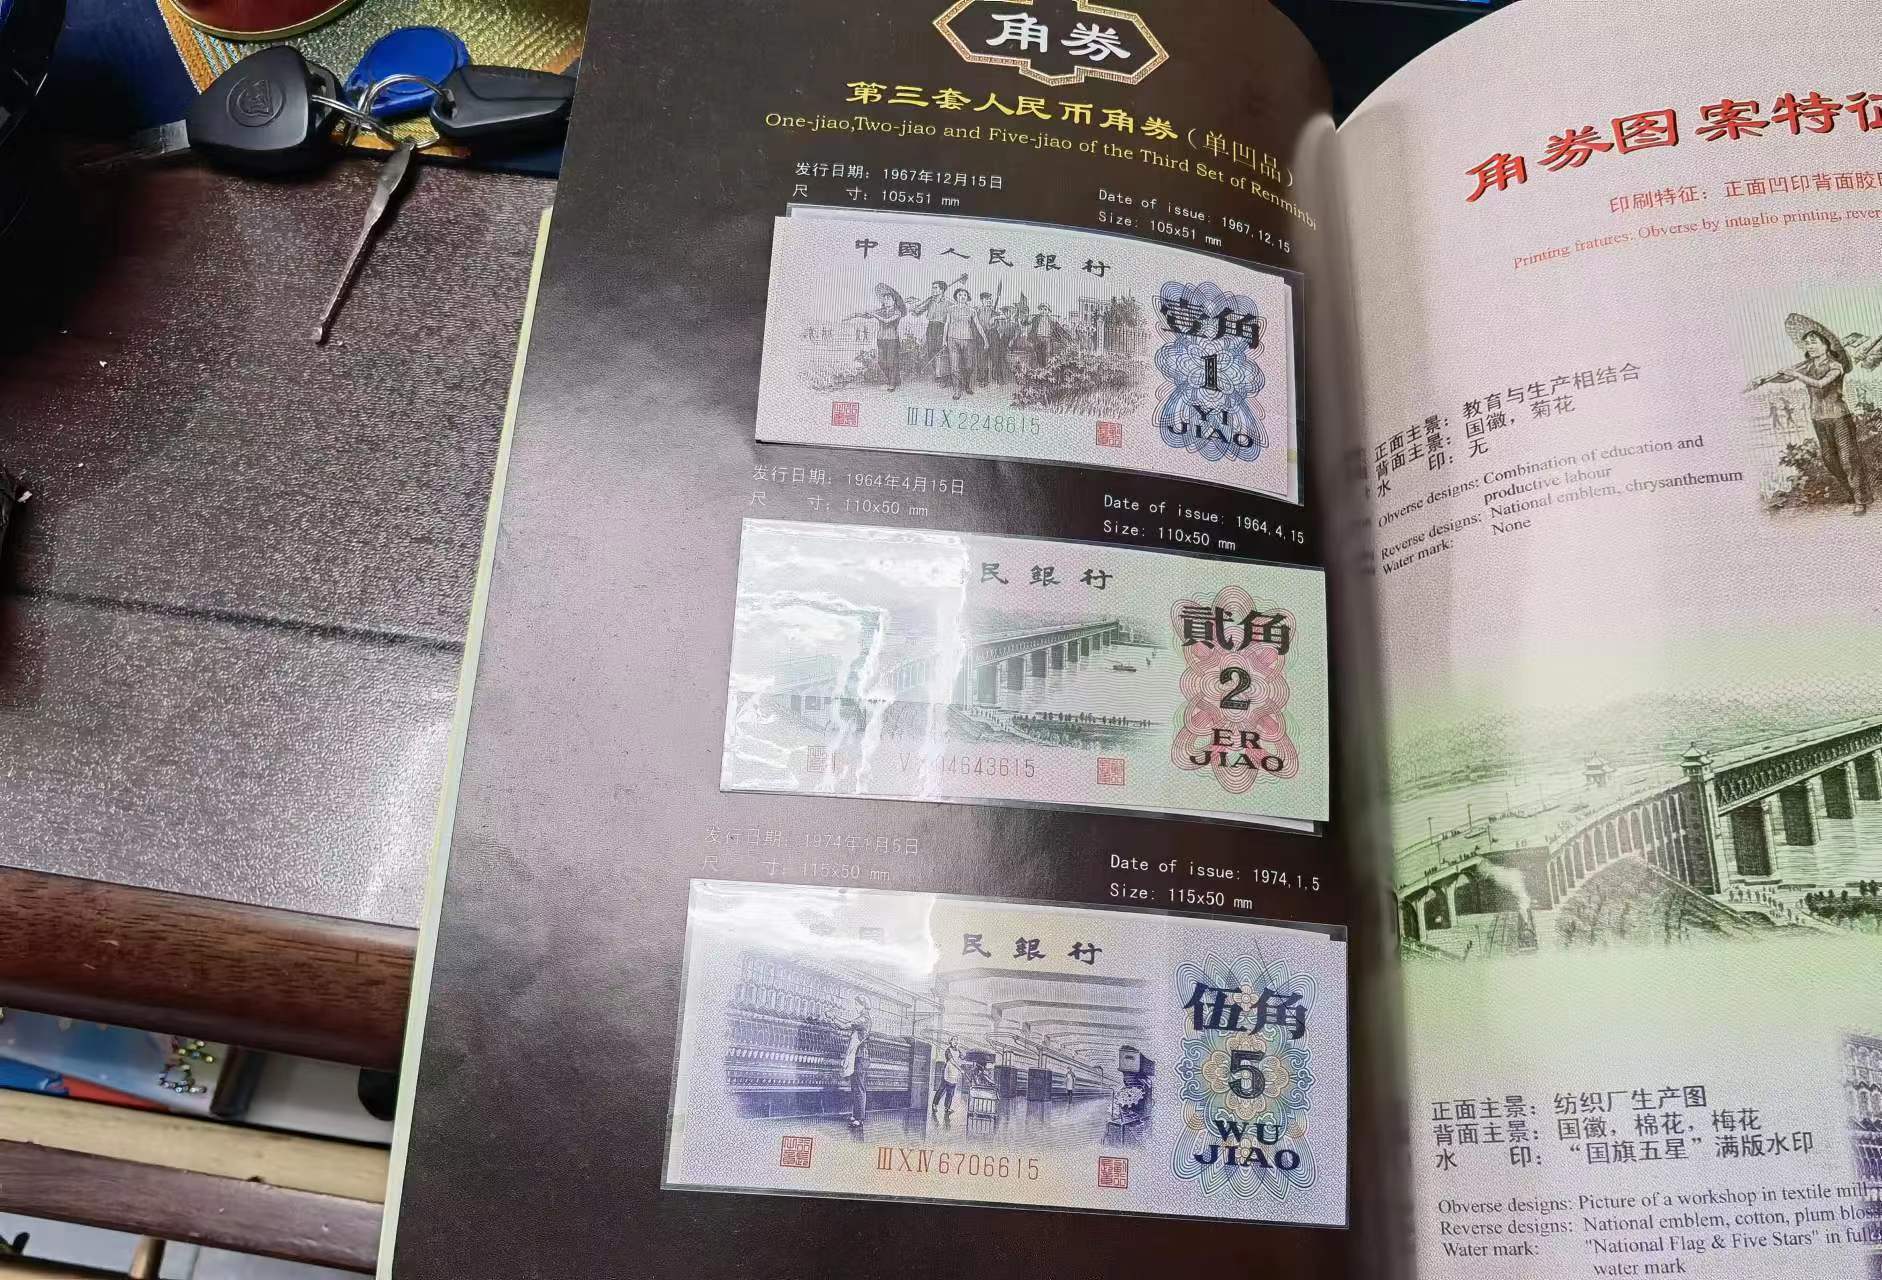 角券
第三套人民币角券（单凹品）
One-jiao,Two-jiao and Five-jiao of the Third Set of Renminbi
发行日期：1967年12月15日
尺 寸：105x51 mm
Date of issue: 1967.12.15
Size: 105x51 mm
中國人民銀行
壹角
1
YI
JIAO
ⅢⅡⅩ2248615
发行日期：1964年4月15日
尺 寸：110x50 mm
Date of issue: 1964.4.15
Size: 110x50 mm
民銀行
貳角
2
ER
JIAO
4643615
发行日期：1974年1月5日
尺 寸：115x50 mm
Date of issue: 1974.1.5
Size: 115x50 mm
民銀行
伍角
5
WU
JIAO
ⅢⅩⅣ6706615
角券图案特征
印刷特征：正面凹印背面胶印
Printing fratures: Obverse by intaglio printing, rever
正面主景：教育与生产相结合
背面主景：国徽，菊花
水 印：无
Obverse designs: Combination of education and
productive labour
Reverse designs: National emblem, chrysanthemum
Water mark: None
正面主景：纺织厂生产图
背面主景：国徽，棉花，梅花
水 印：“国旗五星”满版水印
Obverse designs: Picture of a workshop in textile mill
Reverse designs: National emblem, cotton, plum blos
Water mark: "National Flag & Five Stars" in full
water mark